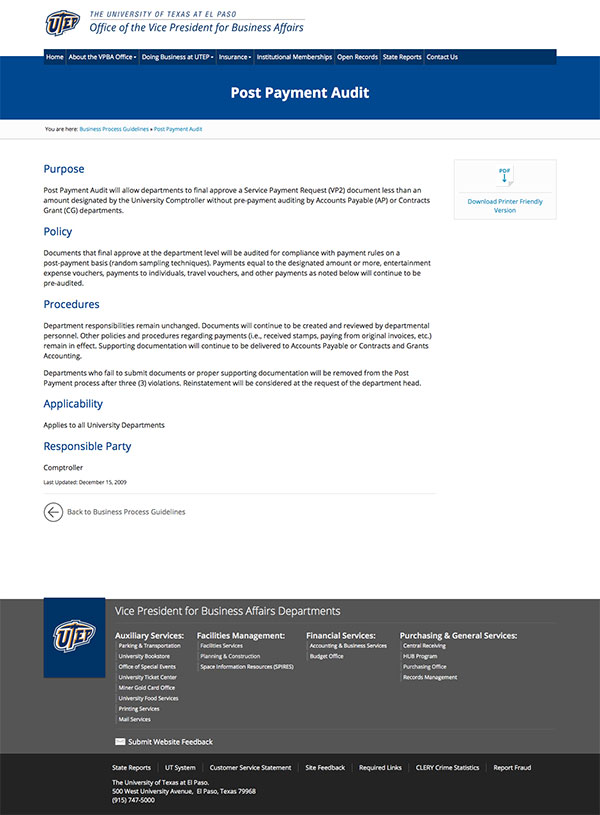 UTEP
THE UNIVERSITY OF TEXAS AT EL PASO
Office of the Vice President for Business Affairs
Home About the VPBA Office Doing Business at UTEP Insurance Institutional Memberships Open Records State Reports Contact Us
Post Payment Audit
You are here: Business Process Guidelines » Post Payment Audit
Purpose
Post Payment Audit will allow departments to final approve a Service Payment Request (VP2) document less than an
amount designated by the University Comptroller without pre-payment auditing by Accounts Payable (AP) or Contracts
Grant (CG) departments.
PDF
Download Printer Friendly
Version
Policy
Documents that final approve at the department level will be audited for compliance with payment rules on a
post-payment basis (random sampling techniques). Payments equal to the designated amount or more, entertainment
expense vouchers, payments to individuals, travel vouchers, and other payments as noted below will continue to be
pre-audited.
Procedures
Department responsibilities remain unchanged. Documents will continue to be created and reviewed by departmental
personnel. Other policies and procedures regarding payments (i.e., received stamps, paying from original invoices, etc.)
remain in effect. Supporting documentation will continue to be delivered to Accounts Payable or Contracts and Grants
Accounting.
Departments who fail to submit documents or proper supporting documentation will be removed from the Post
Payment process after three (3) violations. Reinstatement will be considered at the request of the department head.
Applicability
Applies to all University Departments
Responsible Party
Comptroller
Last Updated: December 15, 2009
Back to Business Process Guidelines
UTEP
Vice President for Business Affairs Departments
Auxiliary Services:
Parking & Transportation
University Bookstore
Office of Special Events
University Ticket Center
Miner Gold Card Office
University Food Services
Printing Services
Mail Services
Facilities Management:
Facilities Services
Planning & Construction
Space Information Resources (SPIRES)
Financial Services:
Accounting & Business Services
Budget Office
Purchasing & General Services:
Central Receiving
HUB Program
Purchasing Office
Records Management
Submit Website Feedback
State Reports UT System Customer Service Statement Site Feedback Required Links CLERY Crime Statistics Report Fraud
The University of Texas at El Paso.
500 West University Avenue, El Paso, Texas 79968
(915) 747-5000